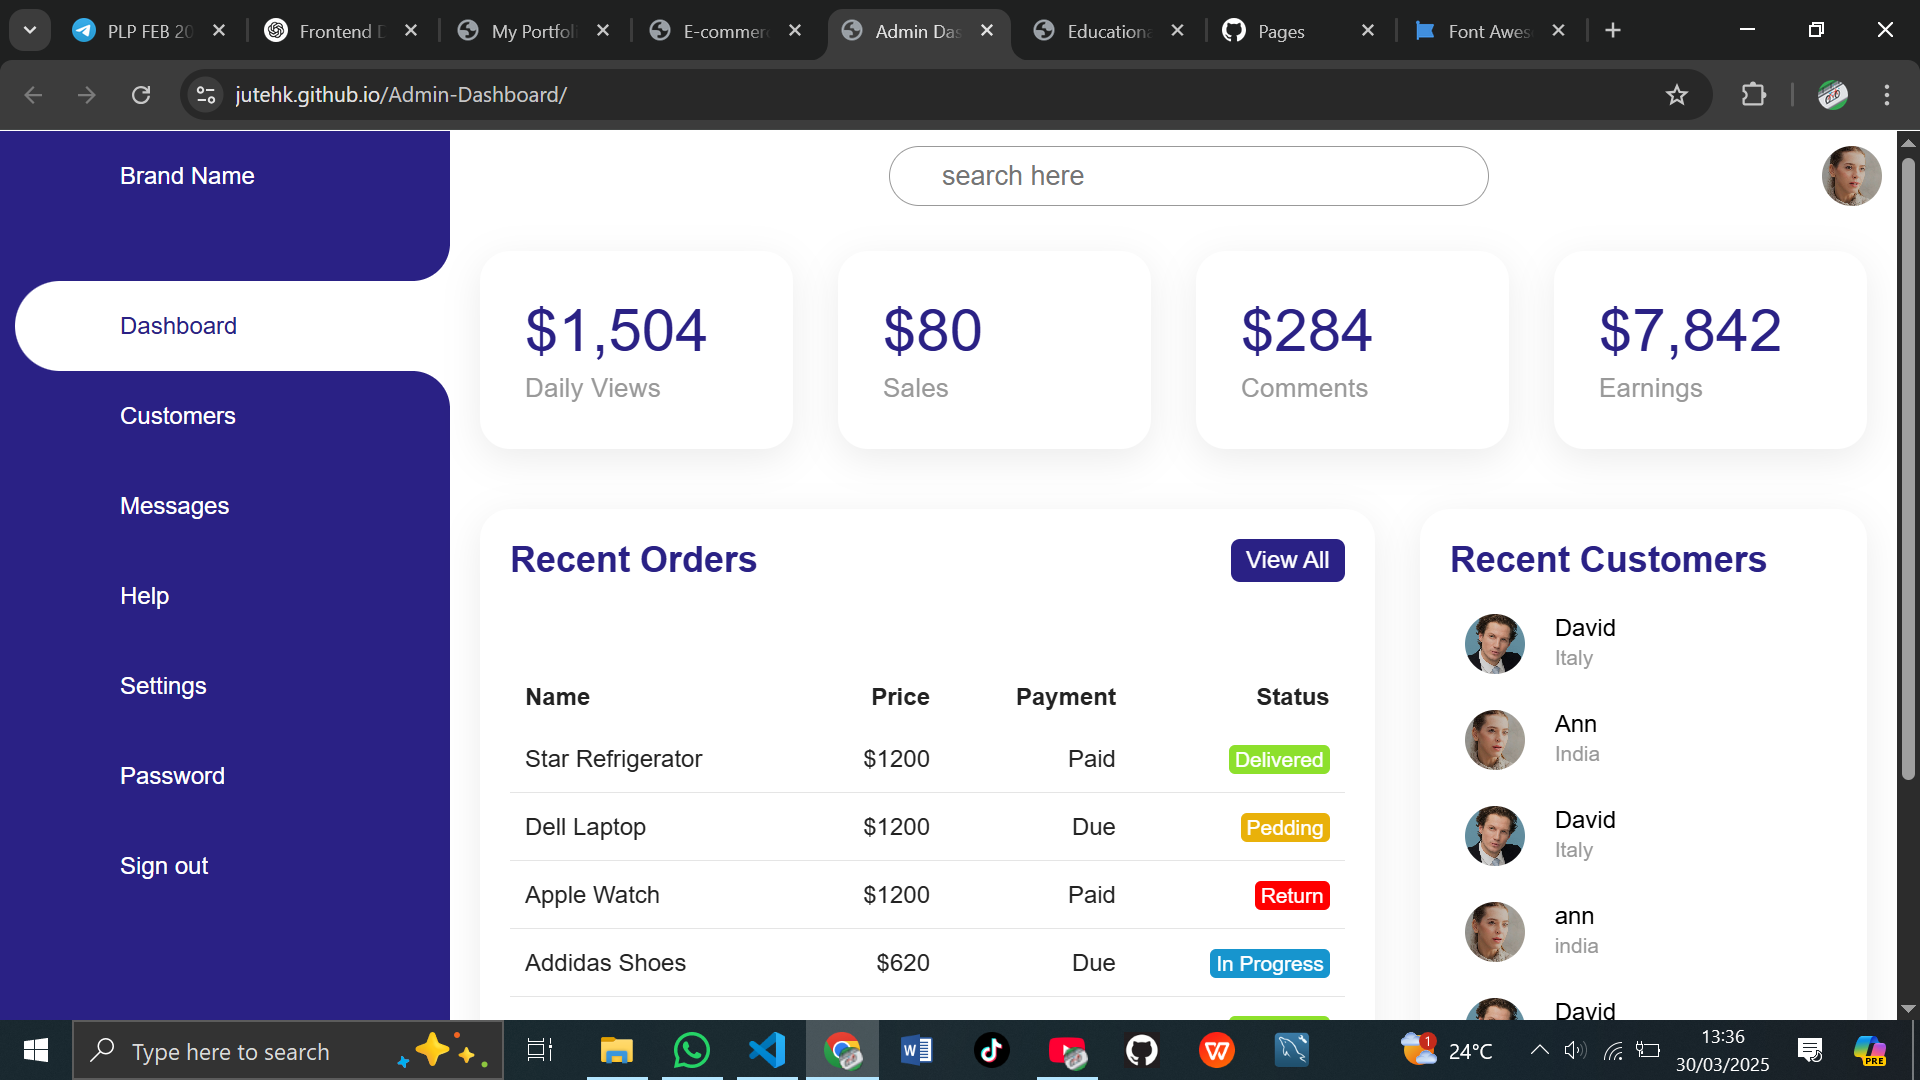 PLP FEB 20
Frontend D
My Portfoli
E-commerc
Admin Das
Educationa
Pages
Font Awes
jutehk.github.io/Admin-Dashboard/
Brand Name
search here
Dashboard
Customers
Messages
Help
Settings
Password
Sign out
$1,504
Daily Views
$80
Sales
$284
Comments
$7,842
Earnings
Recent Orders
View All
Name Price Payment Status
Star Refrigerator $1200 Paid Delivered
Dell Laptop $1200 Due Pedding
Apple Watch $1200 Paid Return
Addidas Shoes $620 Due In Progress
Recent Customers
David
Italy
Ann
India
David
Italy
ann
india
David
Type here to search
1
24°C
13:36
30/03/2025
PRE